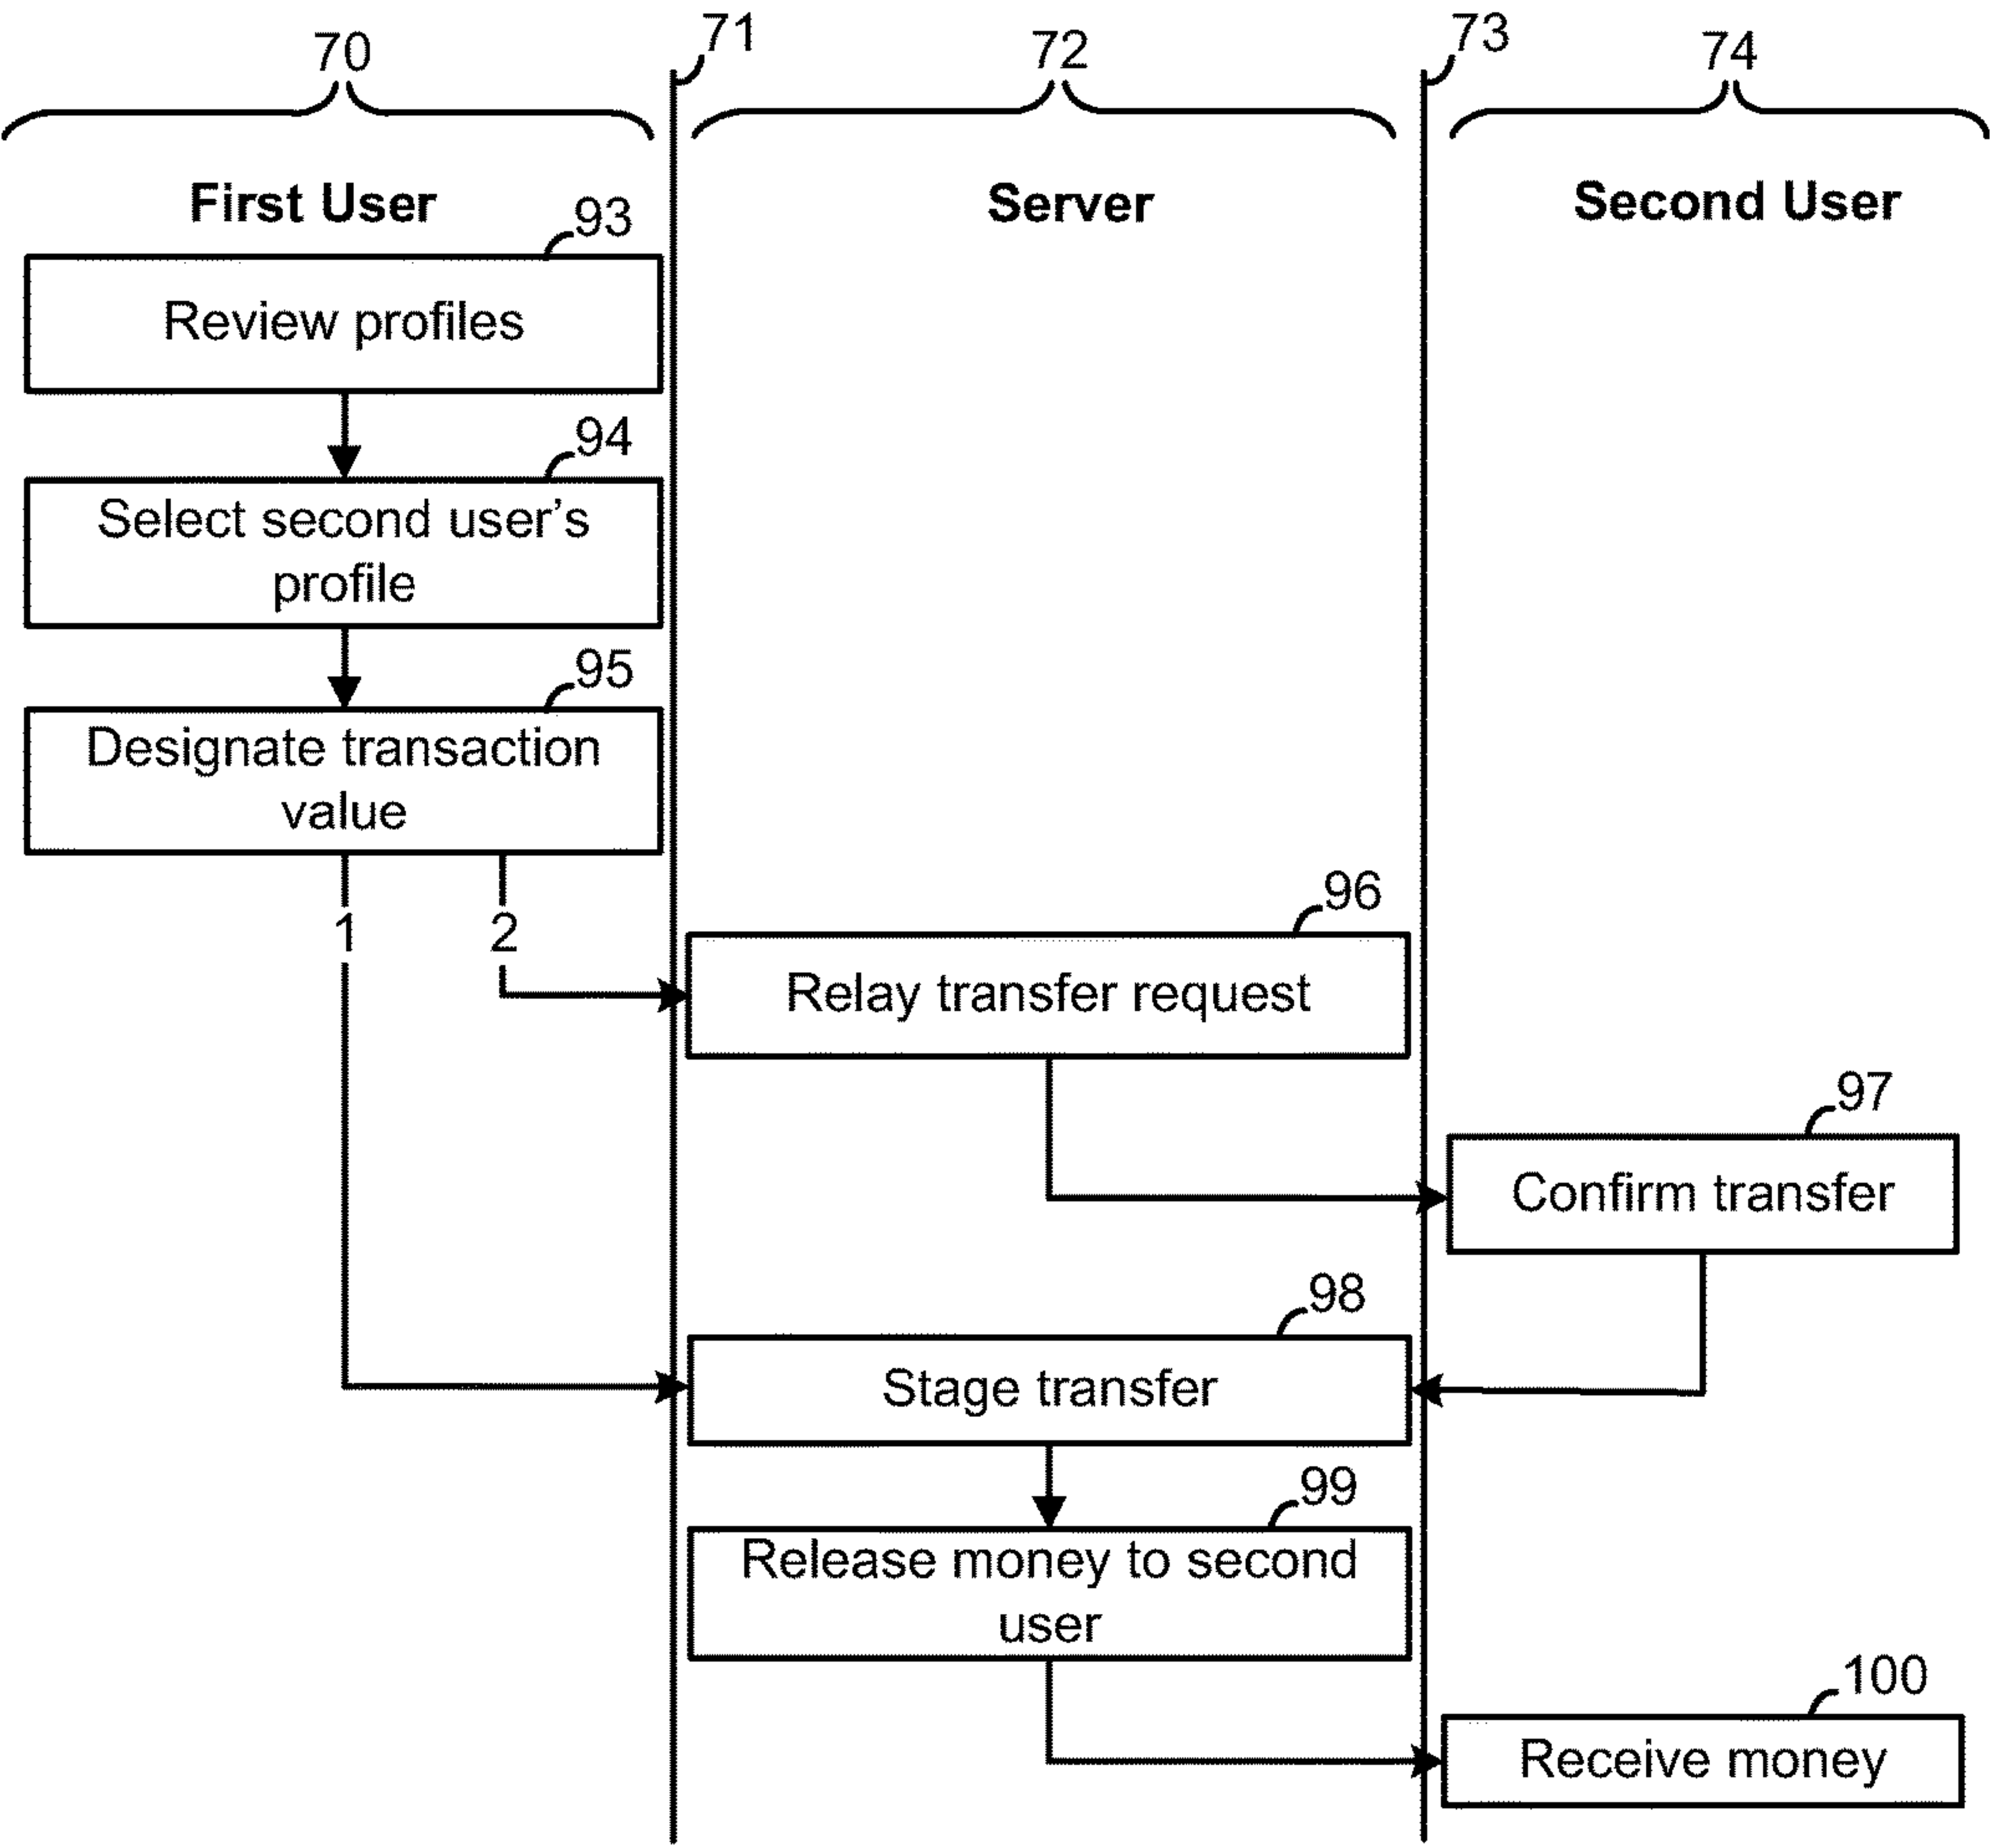 70
71
72
73
74
First User
Server
Second User
93
Review profiles
94
Select second user’s
profile
95
Designate transaction
value
1
2
96
Relay transfer request
97
Confirm transfer
98
Stage transfer
99
Release money to second
user
100
Receive money